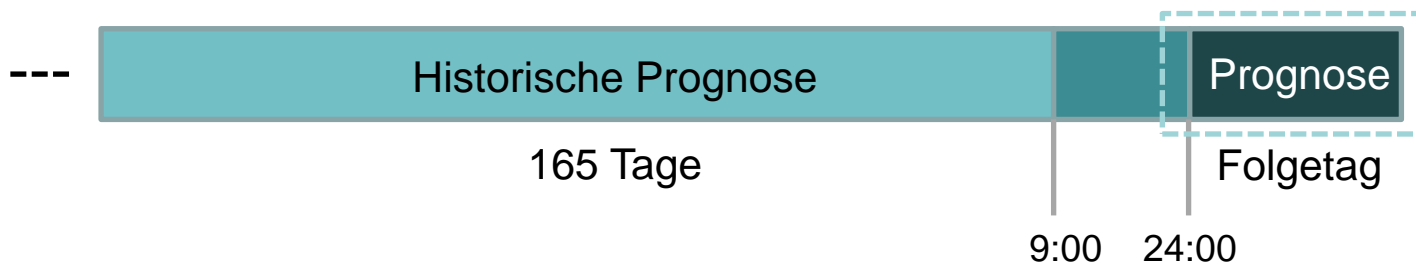 --- Historische Prognose Prognose
165 Tage Folgetag
9:00 24:00